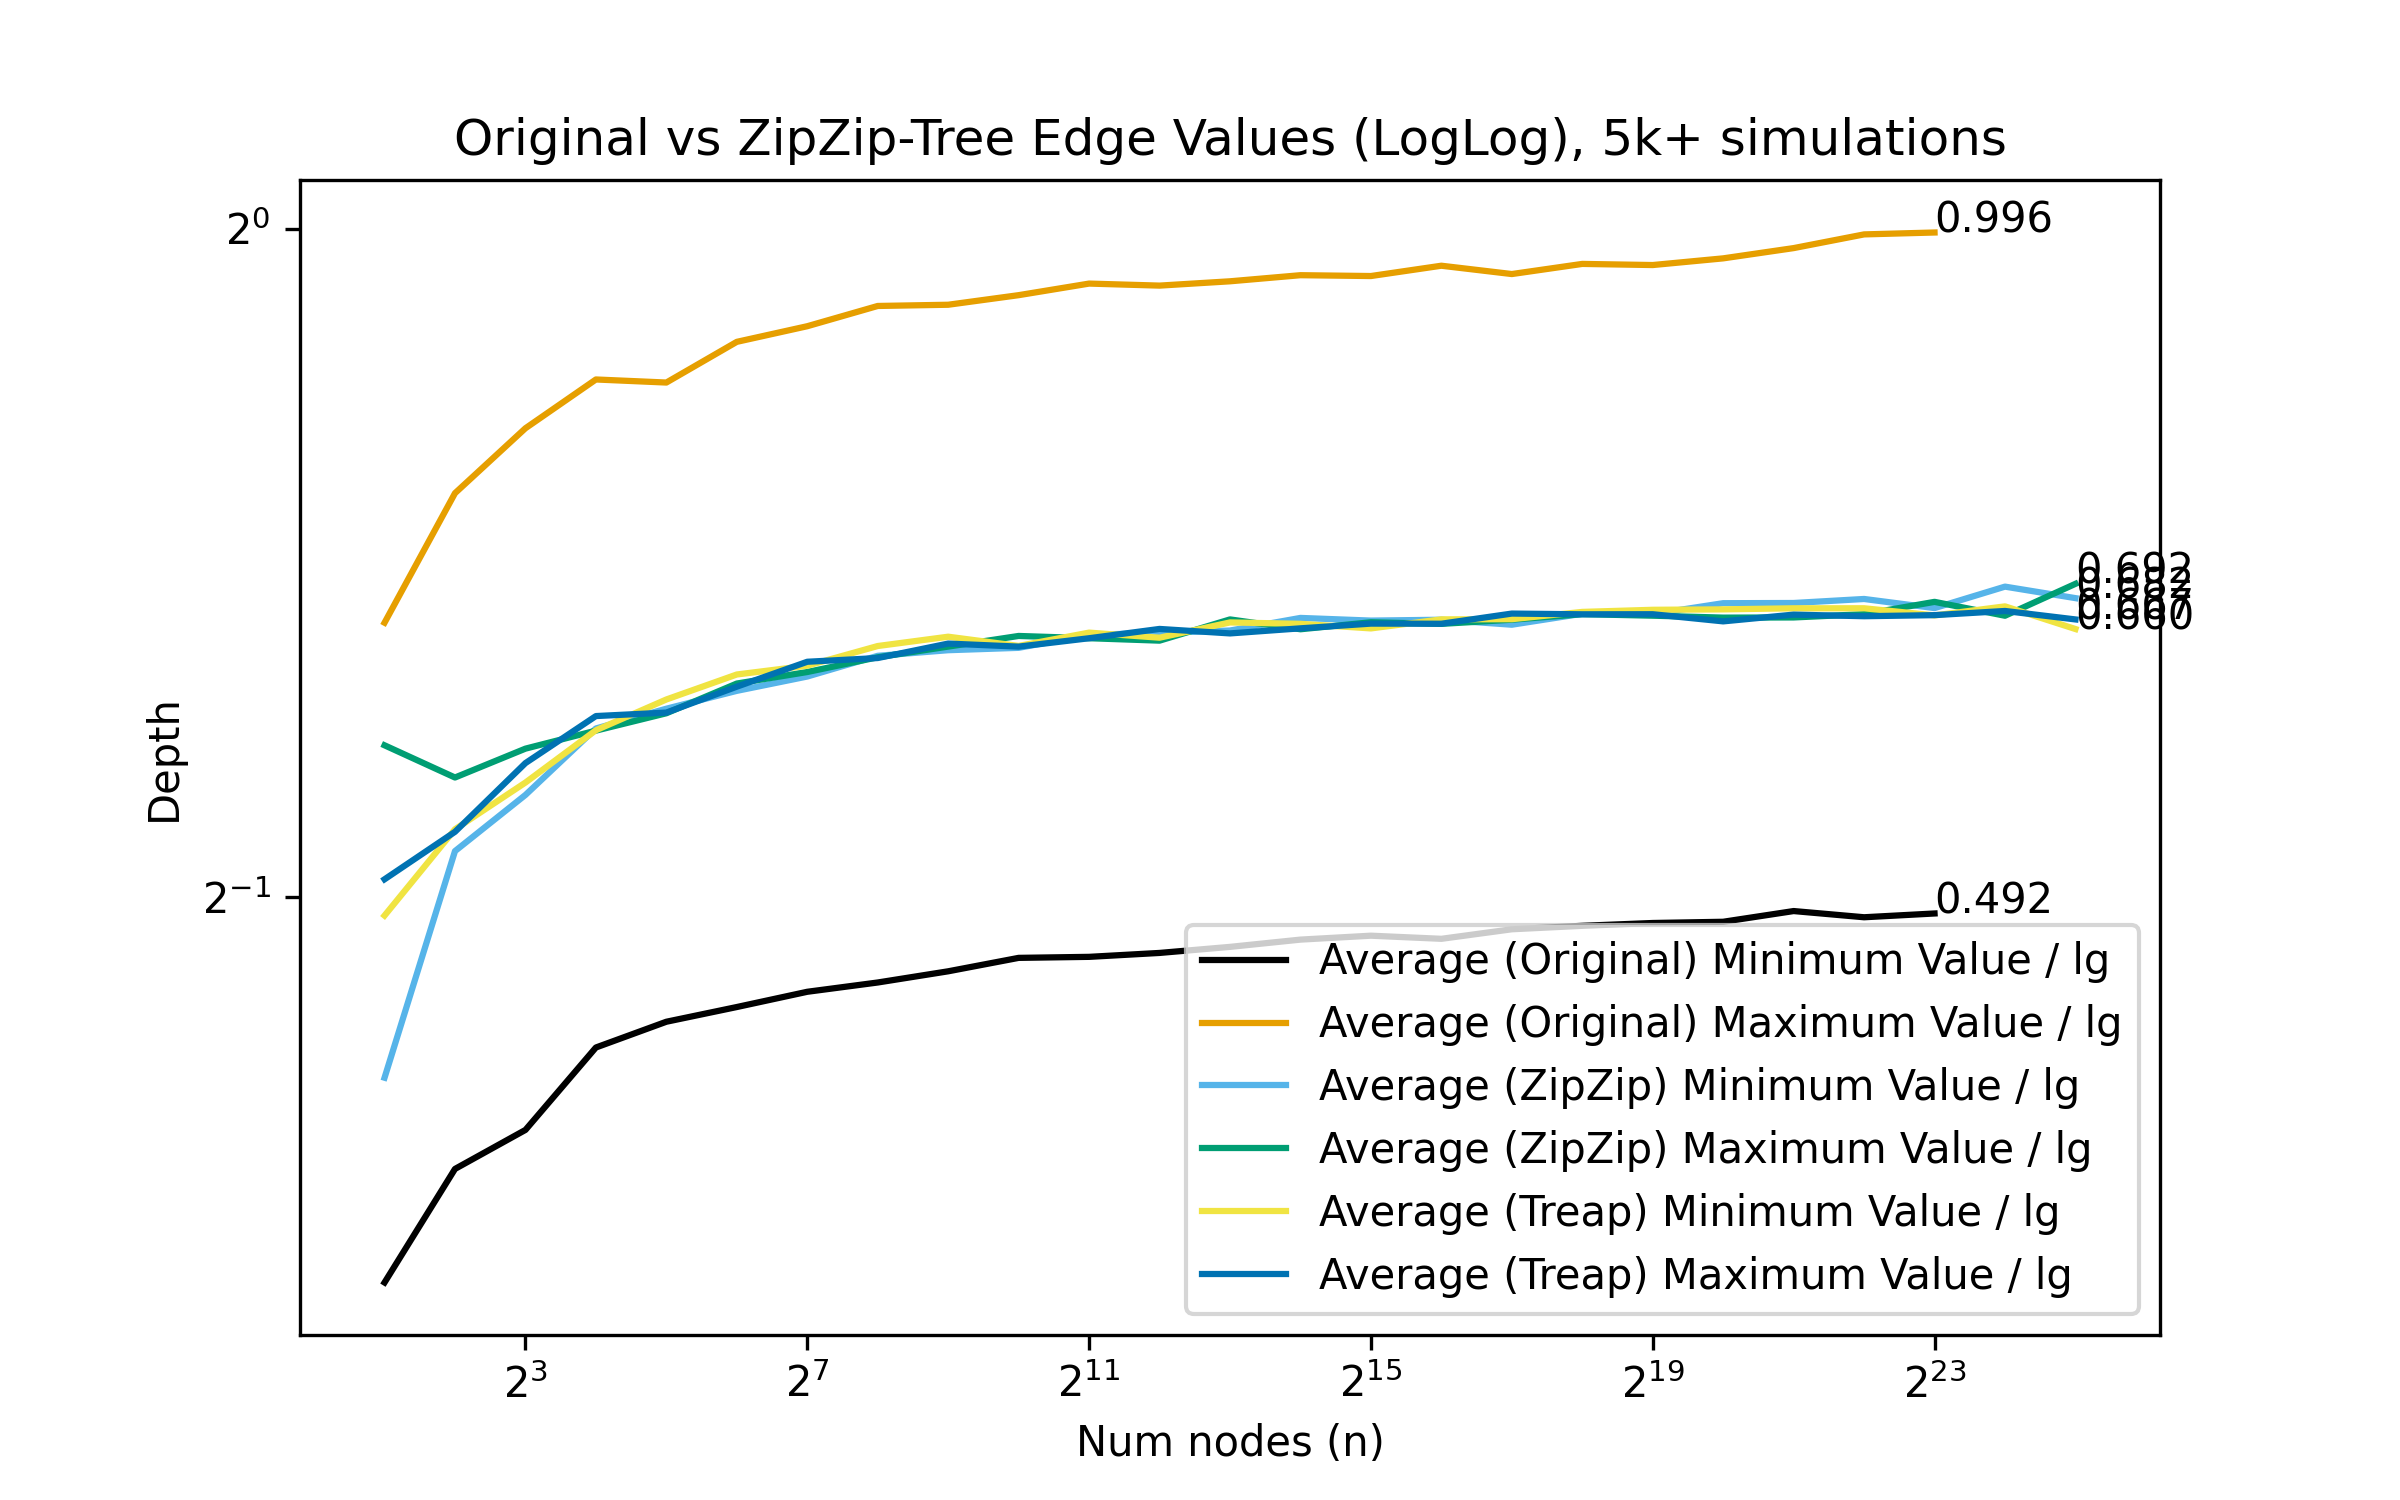 Original vs ZipZip-Tree Edge Values (LogLog), 5k+ simulations
2⁰
0.996
0.692
0.660
Depth
2⁻¹
0.492
Average (Original) Minimum Value / lg
Average (Original) Maximum Value / lg
Average (ZipZip) Minimum Value / lg
Average (ZipZip) Maximum Value / lg
Average (Treap) Minimum Value / lg
Average (Treap) Maximum Value / lg
2³ 2⁷ 2¹¹ 2¹⁵ 2¹⁹ 2²³
Num nodes (n)